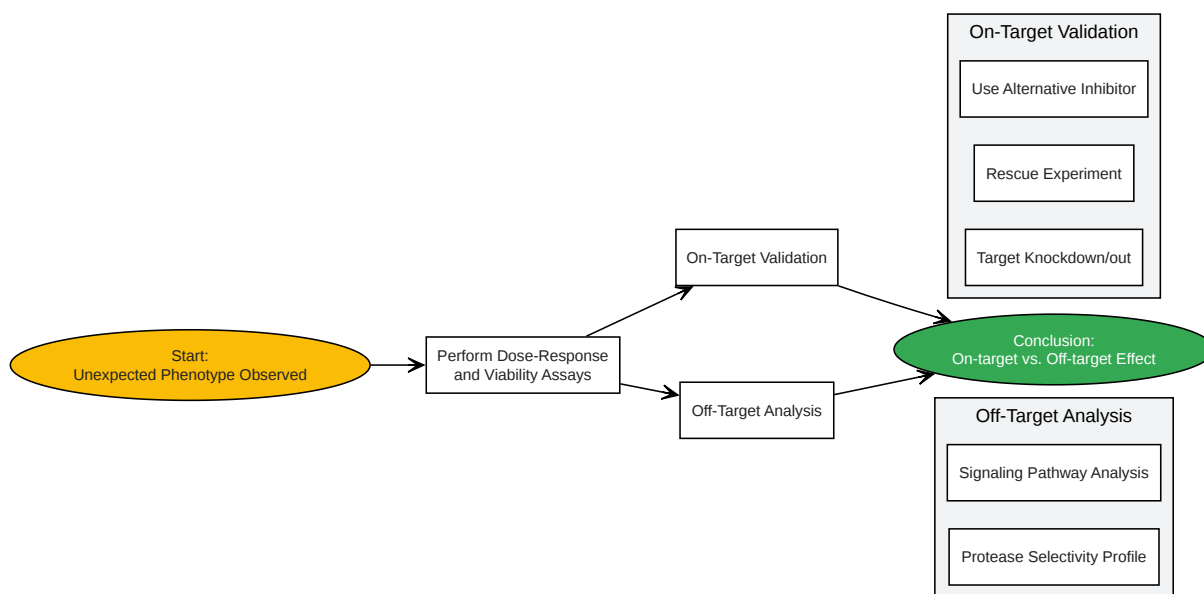 Start:
Unexpected Phenotype Observed
Perform Dose-Response
and Viability Assays
On-Target Validation
Off-Target Analysis
Conclusion:
On-target vs. Off-target Effect
On-Target Validation
Use Alternative Inhibitor
Rescue Experiment
Target Knockdown/out
Off-Target Analysis
Signaling Pathway Analysis
Protease Selectivity Profile